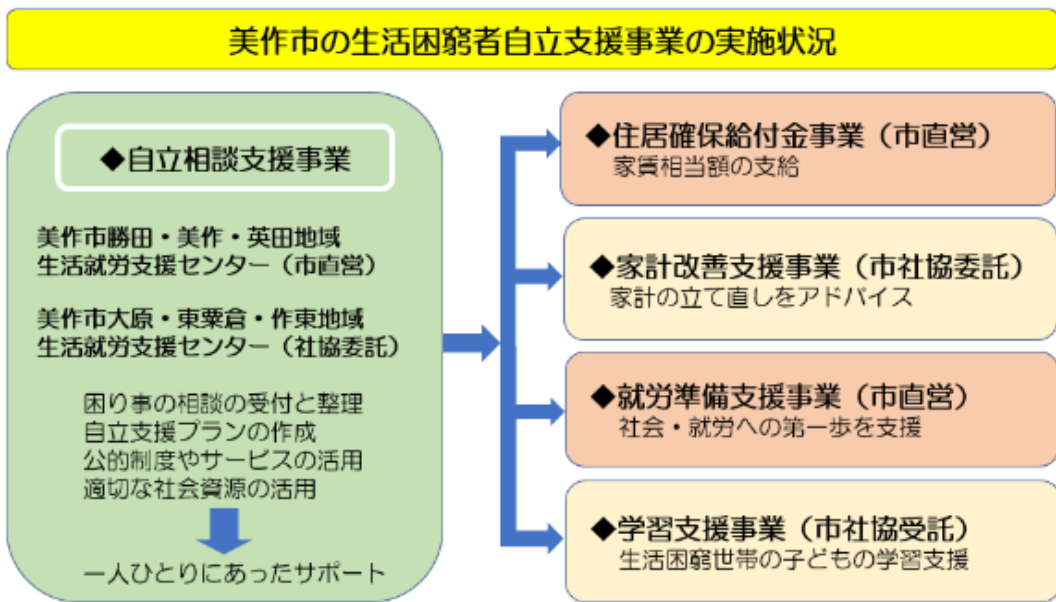 美作市の生活困窮者自立支援事業の実施状況
◆自立相談支援事業
美作市勝田・美作・英田地域
生活就労支援センター（市直営）
美作市大原・東粟倉・作東地域
生活就労支援センター（社協委託）
困り事の相談の受付と整理
自立支援プランの作成
公的制度やサービスの活用
適切な社会資源の活用
一人ひとりにあったサポート
◆住居確保給付金事業（市直営）
家賃相当額の支給
◆家計改善支援事業（市社協委託）
家計の立て直しをアドバイス
◆就労準備支援事業（市直営）
社会・就労への第一歩を支援
◆学習支援事業（市社協受託）
生活困窮世帯の子どもの学習支援